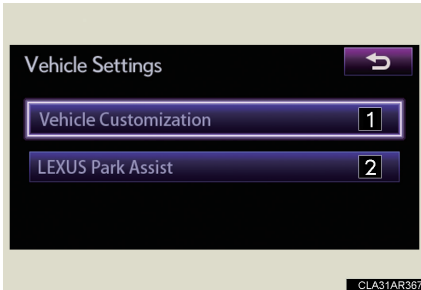 Vehicle Settings
Vehicle Customization 1
LEXUS Park Assist 2
CLA31AR367